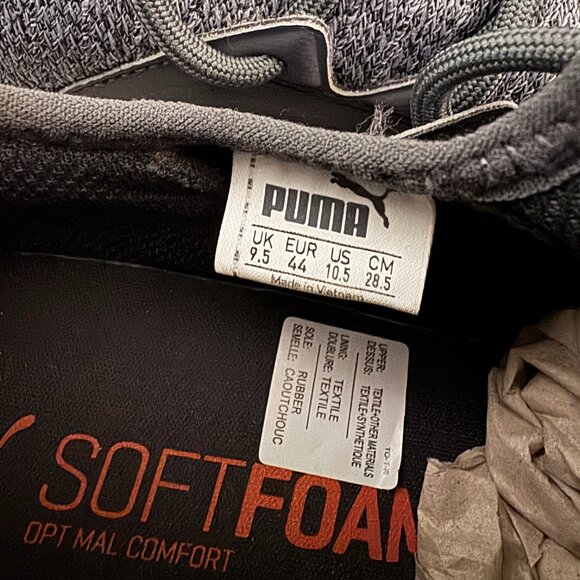 PUMA
UK EUR US CM
9.5 44 10.5 28.5
Made in Vietnam
UPPER: TEXTILE+OTHER MATERIALS
DESSUS: TEXTILE+SYNTHETIQUE
LINING: TEXTILE
DOUBLURE: TEXTILE
SOLE: RUBBER
SEMELLE: CAOUTCHOUC
TO-T-R
SOFTFOAM
OPT MAL COMFORT